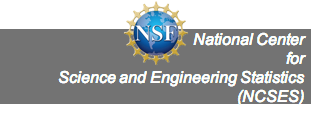 NSF
National Center
for
Science and Engineering Statistics
(NCSES)